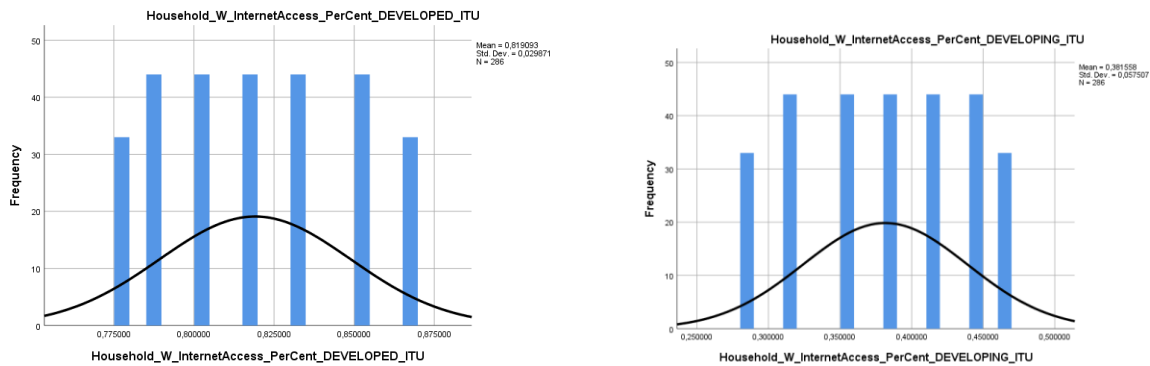 Household_W_InternetAccess_PerCent_DEVELOPED_ITU
Mean = 0,819093
Std. Dev. = 0,029871
N = 286
50
40
30
20
10
0
Frequency
0,775000 0,800000 0,825000 0,850000 0,875000
Household_W_InternetAccess_PerCent_DEVELOPED_ITU
Household_W_InternetAccess_PerCent_DEVELOPING_ITU
Mean = 0,381558
Std. Dev. = 0,057507
N = 286
50
40
30
20
10
0
Frequency
0,250000 0,300000 0,350000 0,400000 0,450000 0,500000
Household_W_InternetAccess_PerCent_DEVELOPING_ITU